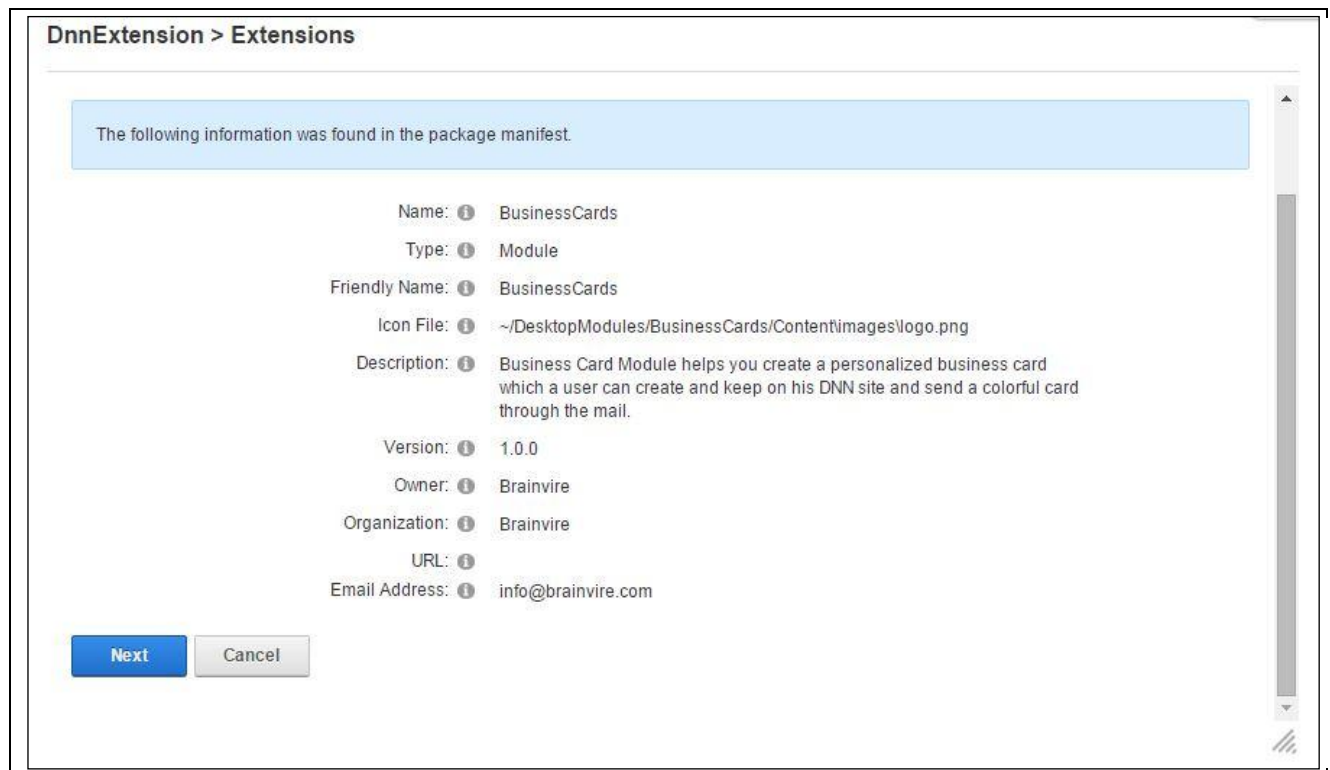 DnnExtension > Extensions
The following information was found in the package manifest.
Name: BusinessCards
Type: Module
Friendly Name: BusinessCards
Icon File: ~/DesktopModules/BusinessCards/Content\images\logo.png
Description: Business Card Module helps you create a personalized business card
which a user can create and keep on his DNN site and send a colorful card
through the mail.
Version: 1.0.0
Owner: Brainvire
Organization: Brainvire
URL:
Email Address: info@brainvire.com
Next Cancel